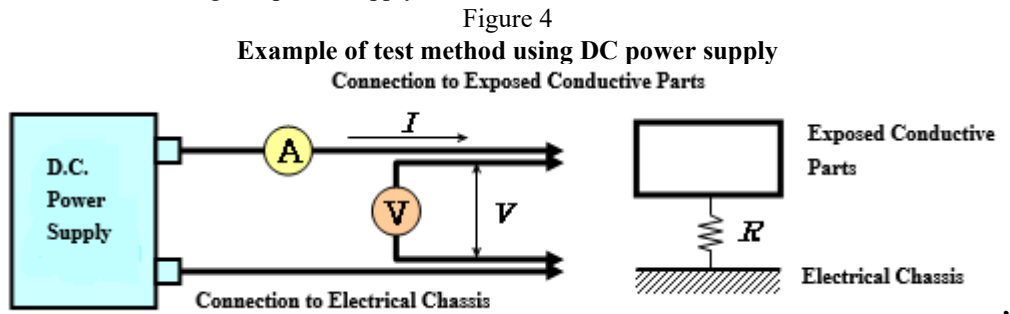 Figure 4
Example of test method using DC power supply
Connection to Exposed Conductive Parts
I
A
D.C.
Power
Supply
V
V
Exposed Conductive
Parts
R
Electrical Chassis
Connection to Electrical Chassis